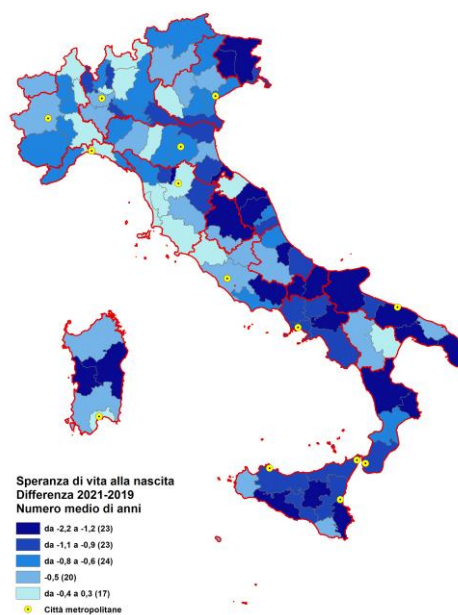 Speranza di vita alla nascita
Differenza 2021-2019
Numero medio di anni
da -2,2 a -1,2 (23)
da -1,1 a -0,9 (23)
da -0,8 a -0,6 (24)
-0,5 (20)
da -0,4 a 0,3 (17)
Città metropolitane